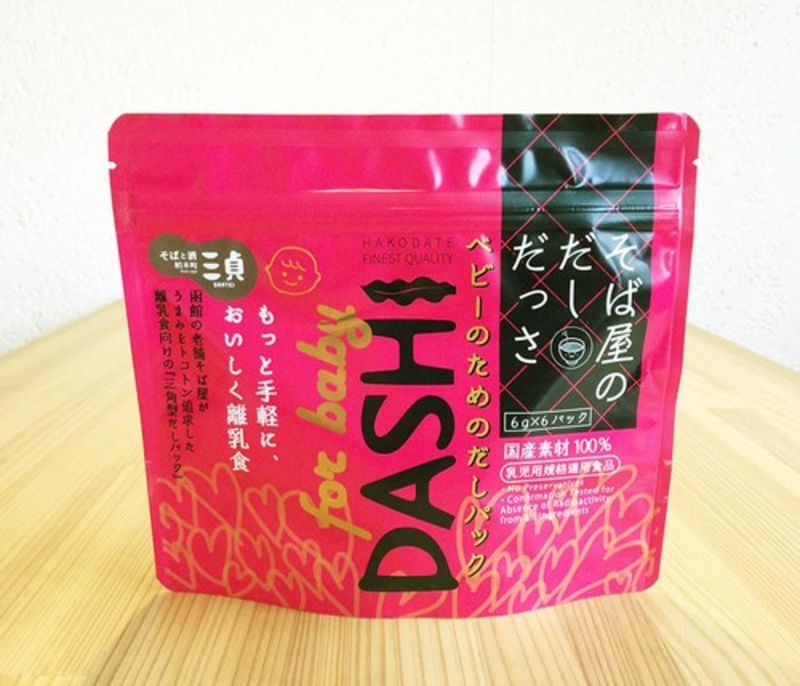 そば屋の
だし
だっさ
6g×6パック
国産素材100%
乳児用規格適用食品
・No Preservatives
・Confirmation Tested for
Absence of Radioactivity
from all Ingredients
ベビーのためのだしパック
HAKODATE
FINEST QUALITY
DASHI
for baby
もっと手軽に、
おいしく離乳食
函館の老舗そば屋が
うまみをトコトン追求した
離乳食向けの「三角型だしパック」
そばと酒
柏木町
三貞
SANTEI